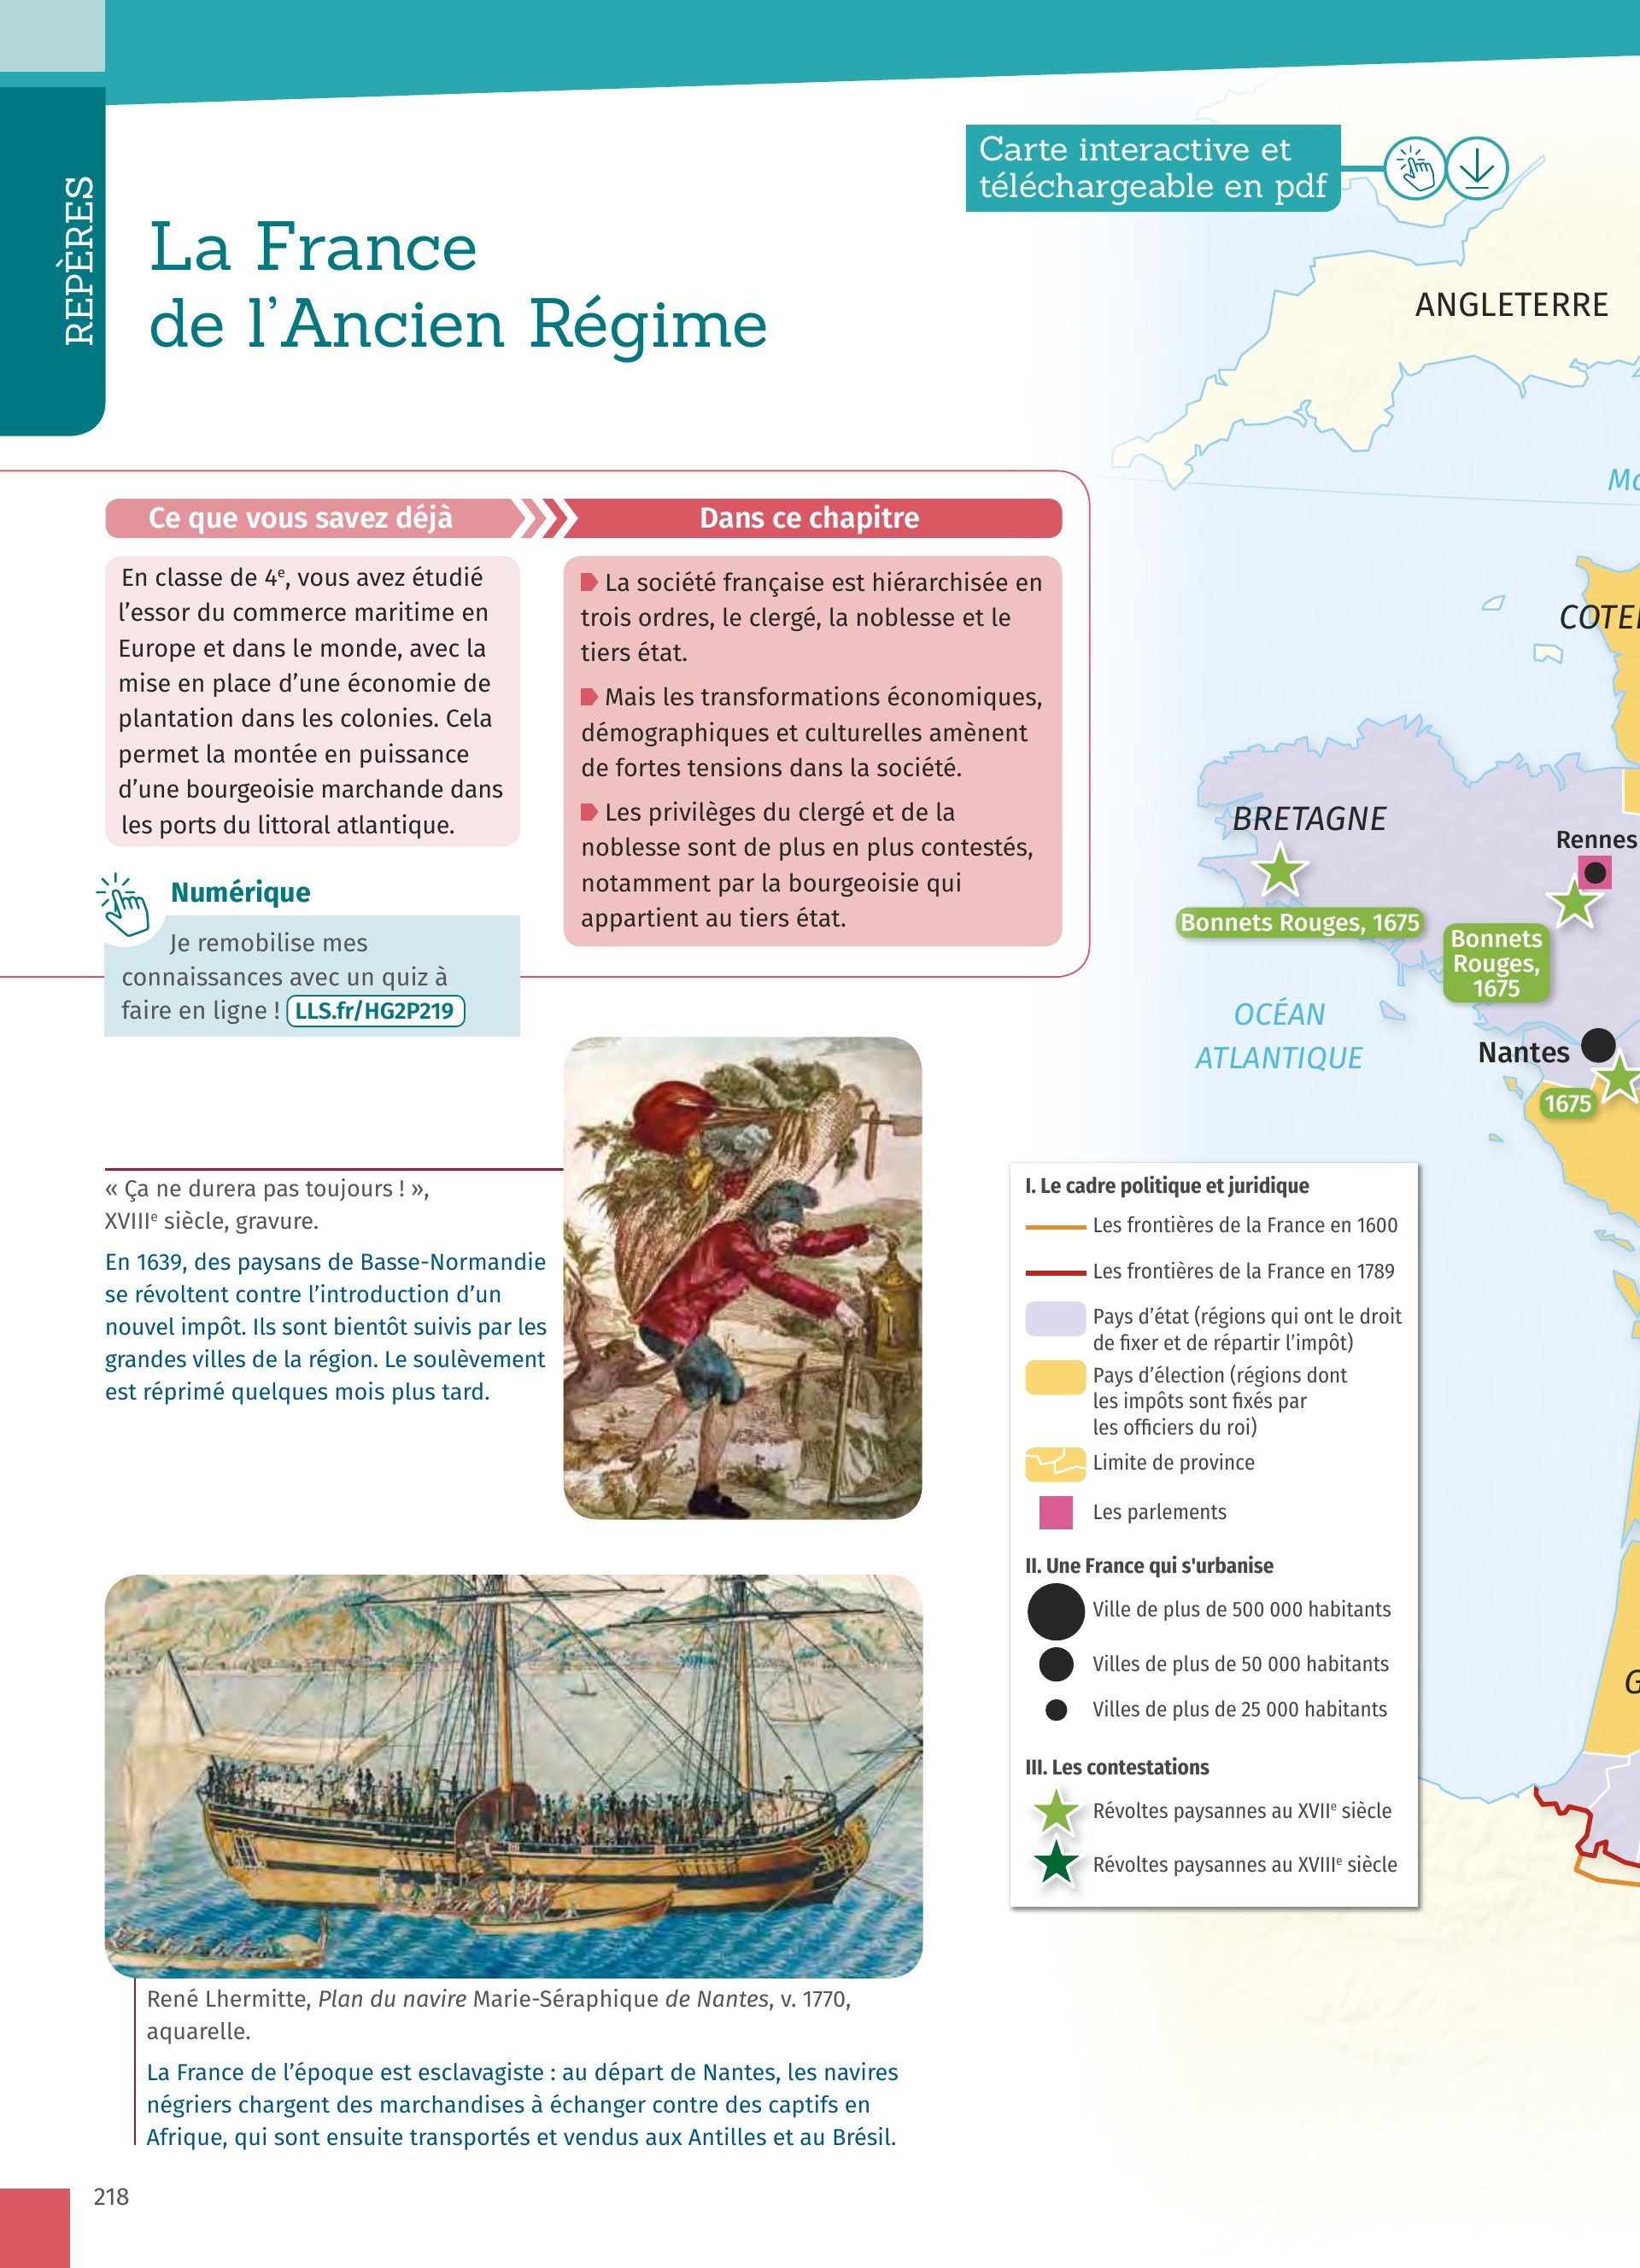 REPÈRES
La France
de l'Ancien Régime
Carte interactive et
téléchargeable en pdf
Ce que vous savez déjà
En classe de 4e, vous avez étudié
l'essor du commerce maritime en
Europe et dans le monde, avec la
mise en place d'une économie de
plantation dans les colonies. Cela
permet la montée en puissance
d'une bourgeoisie marchande dans
les ports du littoral atlantique.
Numérique
Je remobilise mes
connaissances avec un quiz à
faire en ligne ! LLS.fr/HG2P219
Dans ce chapitre
La société française est hiérarchisée en
trois ordres, le clergé, la noblesse et le
tiers état.
Mais les transformations économiques,
démographiques et culturelles amènent
de fortes tensions dans la société.
Les privilèges du clergé et de la
noblesse sont de plus en plus contestés,
notamment par la bourgeoisie qui
appartient au tiers état.
« Ça ne durera pas toujours ! »,
XVIIIe siècle, gravure.
En 1639, des paysans de Basse-Normandie
se révoltent contre l'introduction d'un
nouvel impôt. Ils sont bientôt suivis par les
grandes villes de la région. Le soulèvement
est réprimé quelques mois plus tard.
René Lhermitte, Plan du navire Marie-Séraphique de Nantes, v. 1770,
aquarelle.
La France de l'époque est esclavagiste : au départ de Nantes, les navires
négriers chargent des marchandises à échanger contre des captifs en
Afrique, qui sont ensuite transportés et vendus aux Antilles et au Brésil.
218
ANGLETERRE
BRETAGNE
Rennes
Bonnets Rouges, 1675
Bonnets
Rouges,
1675
OCÉAN
ATLANTIQUE
Nantes
1675
I. Le cadre politique et juridique
Les frontières de la France en 1600
Les frontières de la France en 1789
Pays d'état (régions qui ont le droit
de fixer et de répartir l'impôt)
Pays d'élection (régions dont
les impôts sont fixés par
les officiers du roi)
Limite de province
Les parlements
II. Une France qui s'urbanise
Ville de plus de 500 000 habitants
Villes de plus de 50 000 habitants
Villes de plus de 25 000 habitants
III. Les contestations
Révoltes paysannes au XVIIe siècle
Révoltes paysannes au XVIIIe siècle